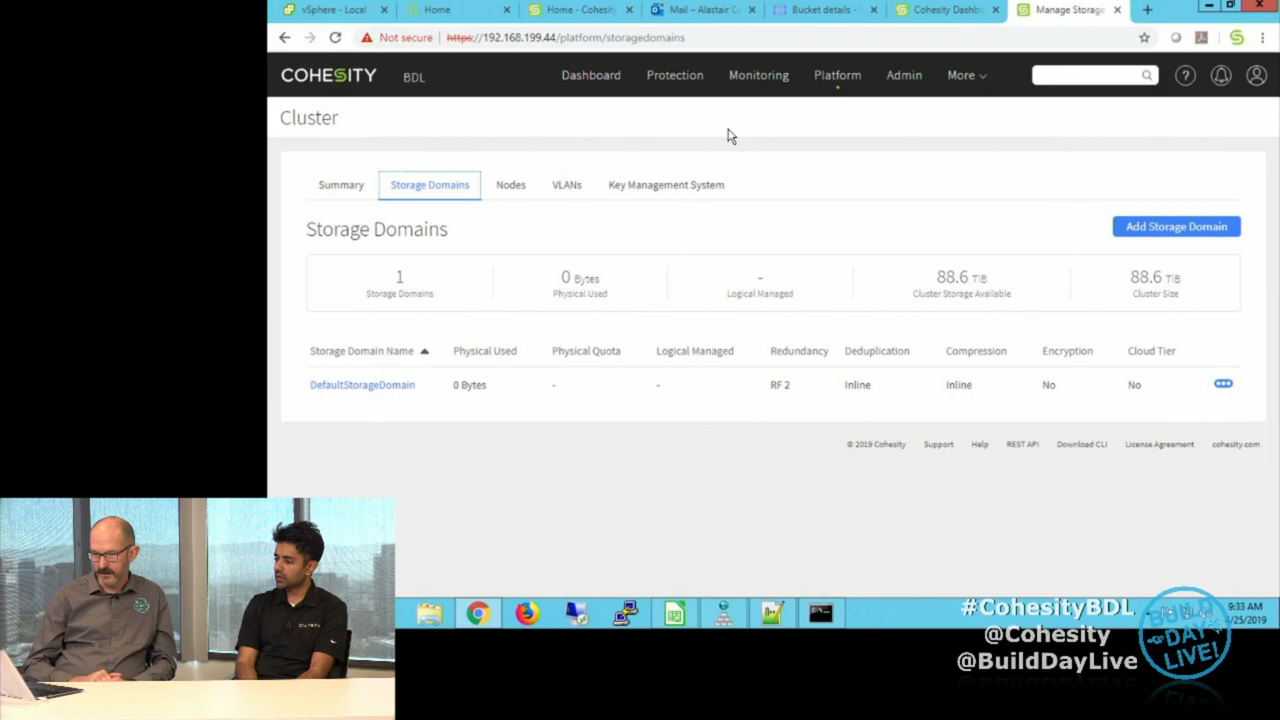 vSphere - Local
Home
Home - Cohesity
Mail – Alastair C
Bucket details -
Cohesity Dashb
Manage Storage
Not secure
https://192.168.199.44/platform/storagedomains
COHESITY
BDL
Dashboard
Protection
Monitoring
Platform
Admin
More
Cluster
Summary
Storage Domains
Nodes
VLANs
Key Management System
Storage Domains
Add Storage Domain
1
0 Bytes
-
88.6 TiB
88.6 TiB
Storage Domains
Physical Used
Logical Managed
Cluster Storage Available
Cluster Size
Storage Domain Name
Physical Used
Physical Quota
Logical Managed
Redundancy
Deduplication
Compression
Encryption
Cloud Tier
DefaultStorageDomain
0 Bytes
-
-
RF 2
Inline
Inline
No
No
© 2019 Cohesity
Support
Help
REST API
Download CLI
License Agreement
cohesity.com
#CohesityBDL
@Cohesity
@BuildDayLive
BUILD
DAY
LIVE!
9:33 AM
/25/2019